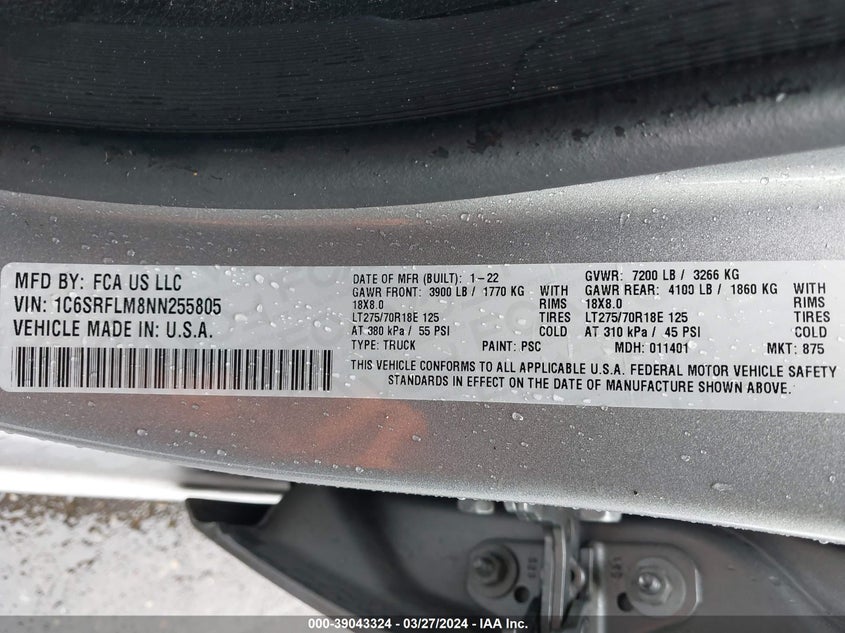 MFD BY: FCA US LLC
VIN: 1C6SRFLM8NN255805
VEHICLE MADE IN: U.S.A.
DATE OF MFR (BUILT): 1-22
GAWR FRONT: 3900 LB / 1770 KG WITH
18X8.0 RIMS
LT275/70R18E 125 TIRES
AT 380 kPa / 55 PSI COLD
TYPE: TRUCK PAINT: PSC
GVWR: 7200 LB / 3266 KG
GAWR REAR: 4100 LB / 1860 KG WITH
18X8.0 RIMS
LT275/70R18E 125 TIRES
AT 310 kPa / 45 PSI COLD
MDH: 011401 MKT: 875
THIS VEHICLE CONFORMS TO ALL APPLICABLE U.S.A. FEDERAL MOTOR VEHICLE SAFETY
STANDARDS IN EFFECT ON THE DATE OF MANUFACTURE SHOWN ABOVE.
000-39043324 - 03/27/2024 - IAA Inc.